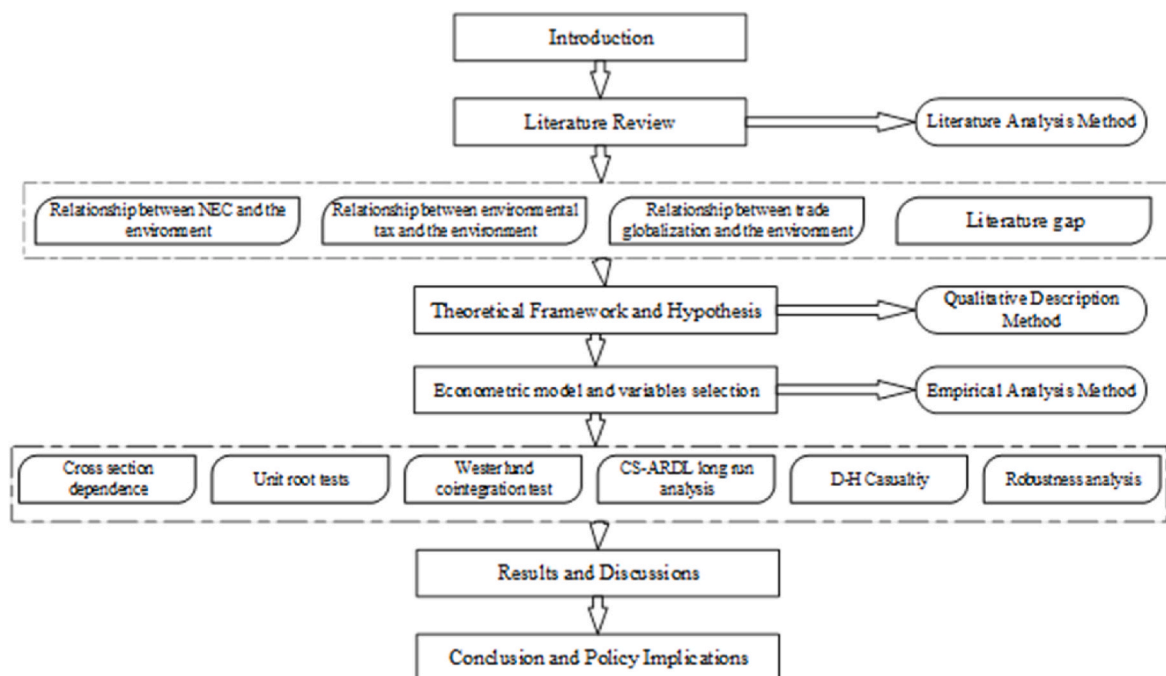 Introduction
Literature Review
Literature Analysis Method
Relationship between NEC and the
environment
Relationship between environmental
tax and the environment
Relationship between trade
globalization and the environment
Literature gap
Theoretical Framework and Hypothesis
Qualitative Description
Method
Econometric model and variables selection
Empirical Analysis Method
Cross section
dependence
Unit root tests
Westerlund
cointegration test
CS-ARDL long run
analysis
D-H Casualtiy
Robustness analysis
Results and Discussions
Conclusion and Policy Implications